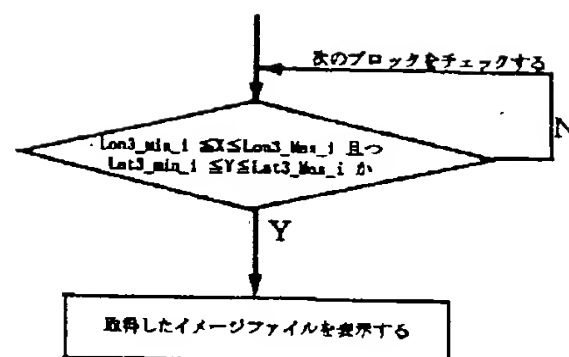 次のブロックをチェックする
N
Lon3_min_i ≦X≦Lon3_Max_i 且つ
Lat3_min_i ≦Y≦Lat3_Max_i か
Y
取得したイメージファイルを表示する